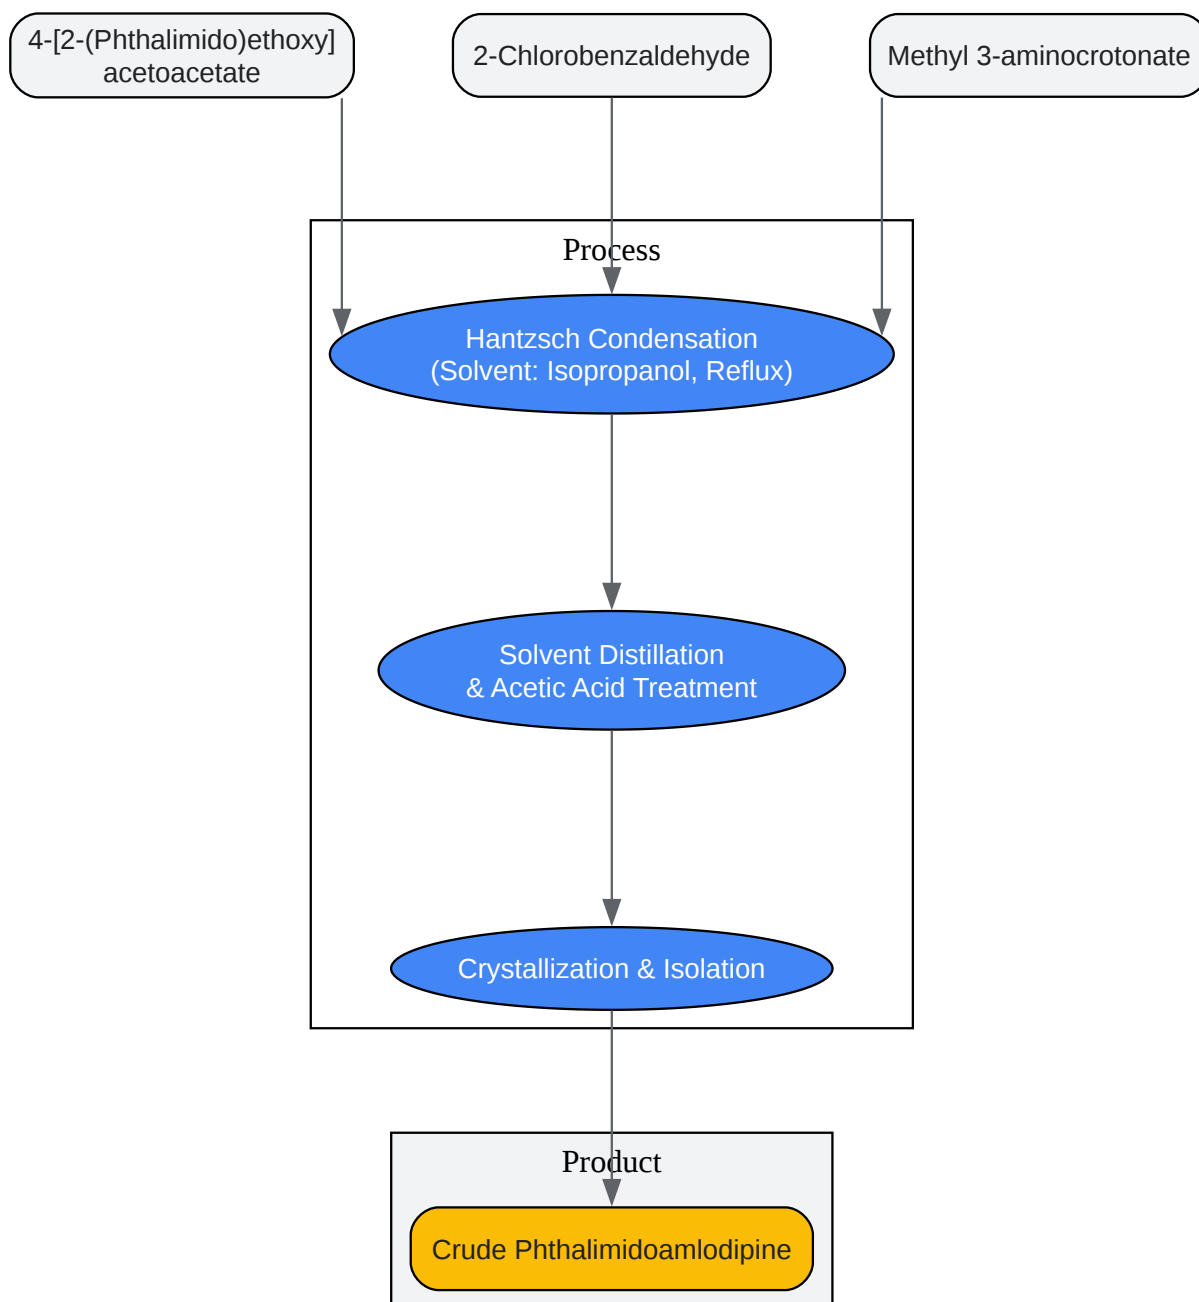 4-[2-(Phthalimido)ethoxy]
acetoacetate
2-Chlorobenzaldehyde
Methyl 3-aminocrotonate
Process
Hantzsch Condensation
(Solvent: Isopropanol, Reflux)
Solvent Distillation
& Acetic Acid Treatment
Crystallization & Isolation
Product
Crude Phthalimidoamlodipine